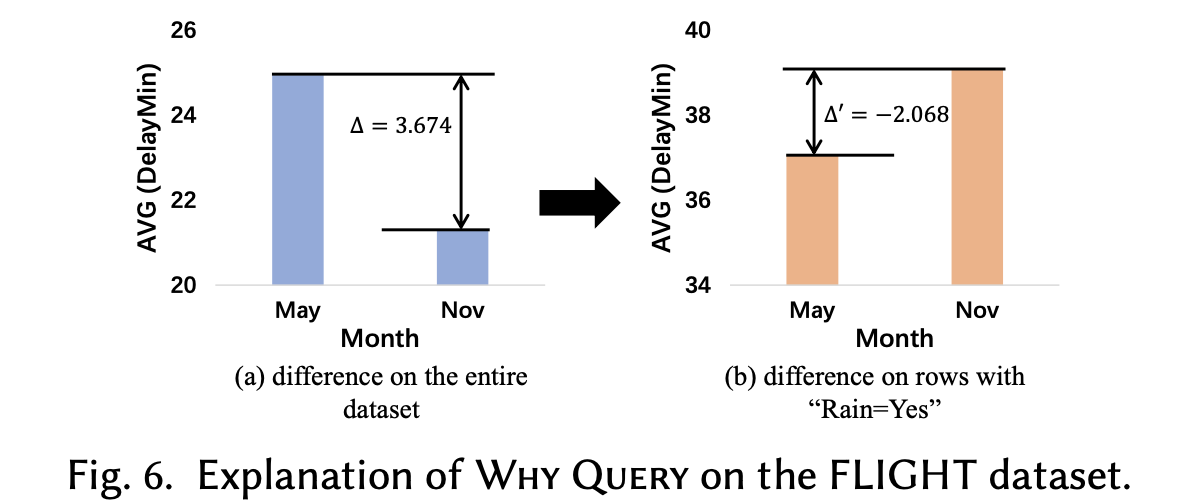 26
24
22
20
AVG (DelayMin)
Δ = 3.674
May
Nov
Month
(a) difference on the entire
dataset
40
38
36
34
AVG (DelayMin)
Δ′ = −2.068
May
Nov
Month
(b) difference on rows with
“Rain=Yes”
Fig. 6. Explanation of WHY QUERY on the FLIGHT dataset.